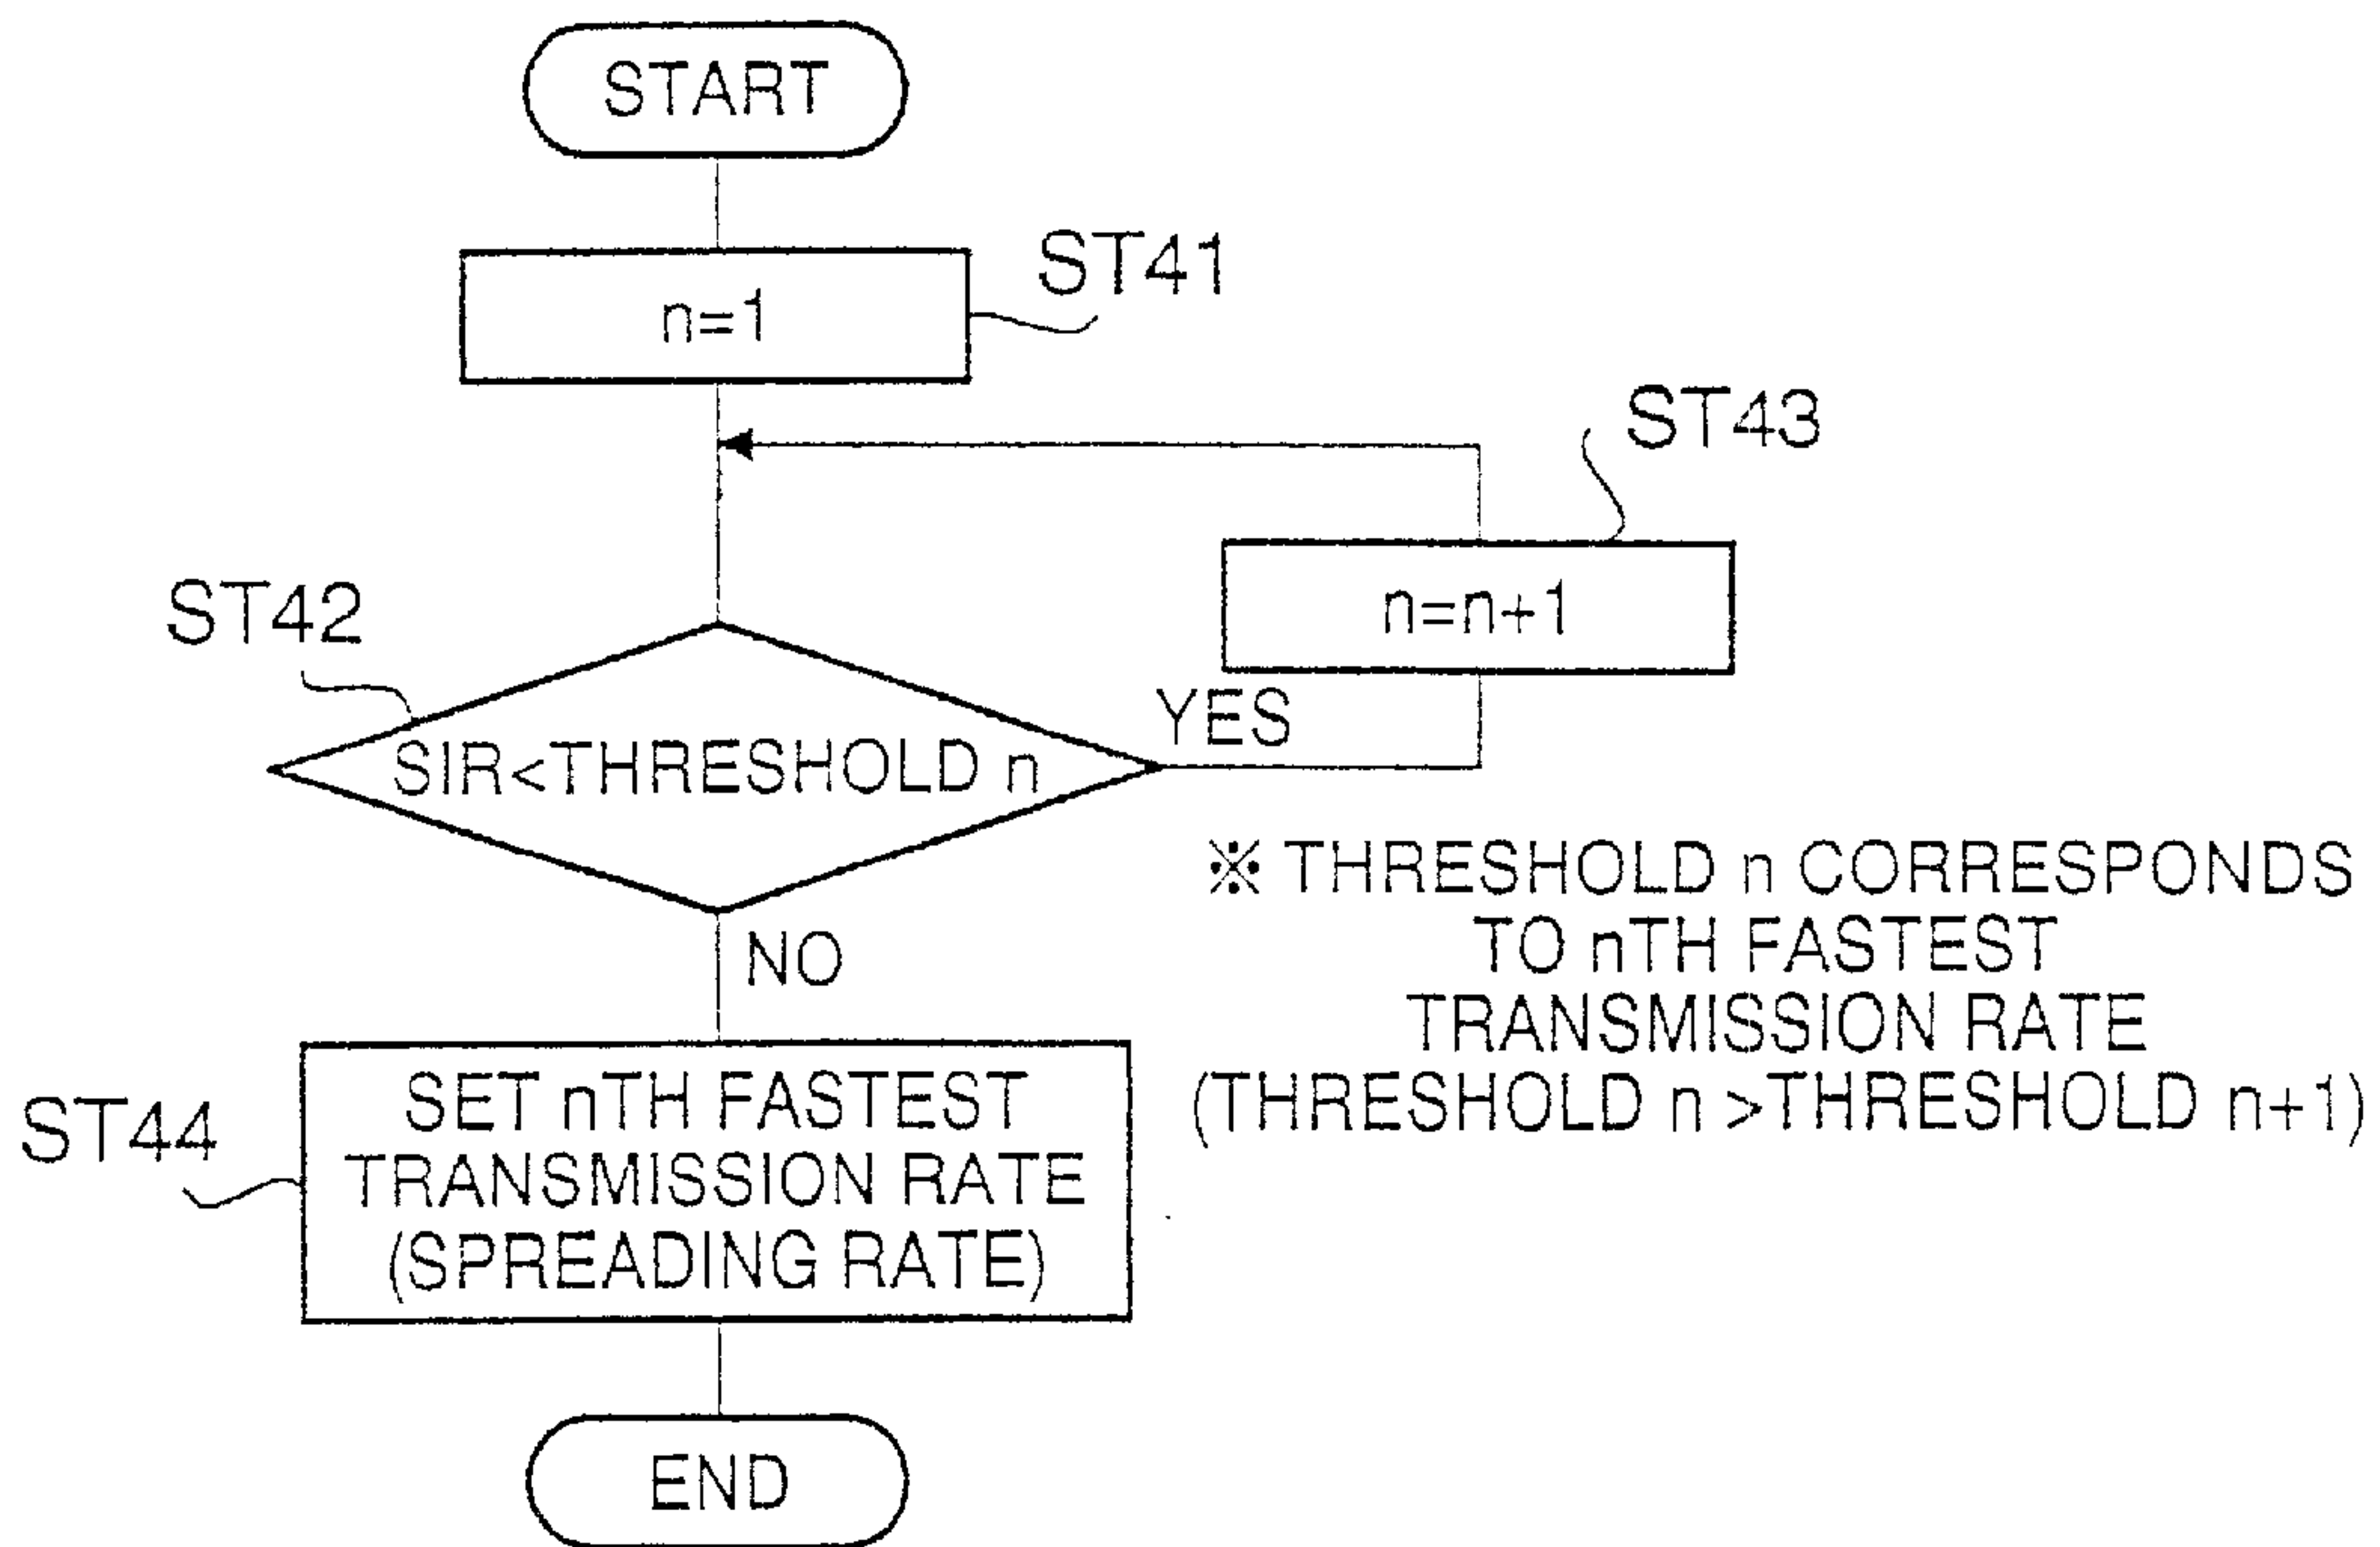 START
n=1
ST41
ST43
n=n+1
ST42
SIR<THRESHOLD n
YES
NO
※ THRESHOLD n CORRESPONDS
TO nTH FASTEST
TRANSMISSION RATE
(THRESHOLD n >THRESHOLD n+1)
ST44
SET nTH FASTEST
TRANSMISSION RATE
(SPREADING RATE)
END